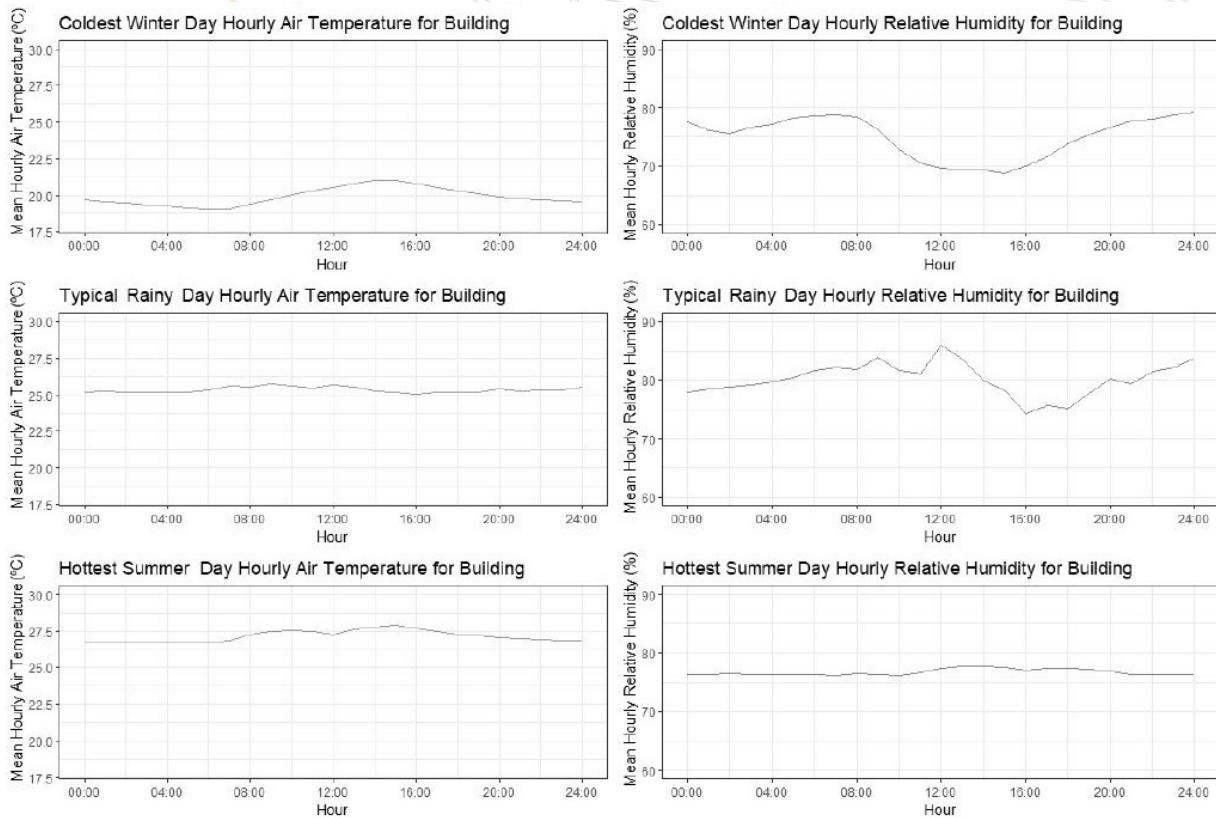 Coldest Winter Day Hourly Air Temperature for Building
Mean Hourly Air Temperature (ºC)
30.0
27.5
25.0
22.5
20.0
17.5
00:00 04:00 08:00 12:00 16:00 20:00 24:00
Hour
Coldest Winter Day Hourly Relative Humidity for Building
Mean Hourly Relative Humidity (%)
90
80
70
60
00:00 04:00 08:00 12:00 16:00 20:00 24:00
Hour
Typical Rainy Day Hourly Air Temperature for Building
Mean Hourly Air Temperature (ºC)
30.0
27.5
25.0
22.5
20.0
17.5
00:00 04:00 08:00 12:00 16:00 20:00 24:00
Hour
Typical Rainy Day Hourly Relative Humidity for Building
Mean Hourly Relative Humidity (%)
90
80
70
60
00:00 04:00 08:00 12:00 16:00 20:00 24:00
Hour
Hottest Summer Day Hourly Air Temperature for Building
Mean Hourly Air Temperature (ºC)
30.0
27.5
25.0
22.5
20.0
17.5
00:00 04:00 08:00 12:00 16:00 20:00 24:00
Hour
Hottest Summer Day Hourly Relative Humidity for Building
Mean Hourly Relative Humidity (%)
90
80
70
60
00:00 04:00 08:00 12:00 16:00 20:00 24:00
Hour